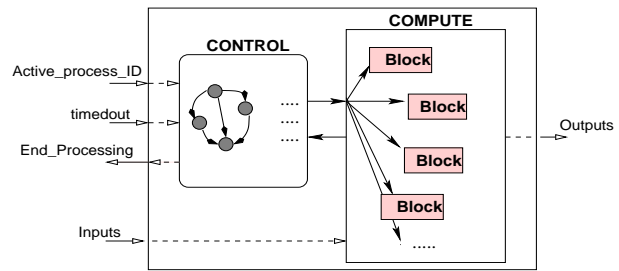 COMPUTE
CONTROL
Active_process_ID
timedout
End_Processing
Inputs
....
....
....
Block
Block
Block
Block
.....
Outputs